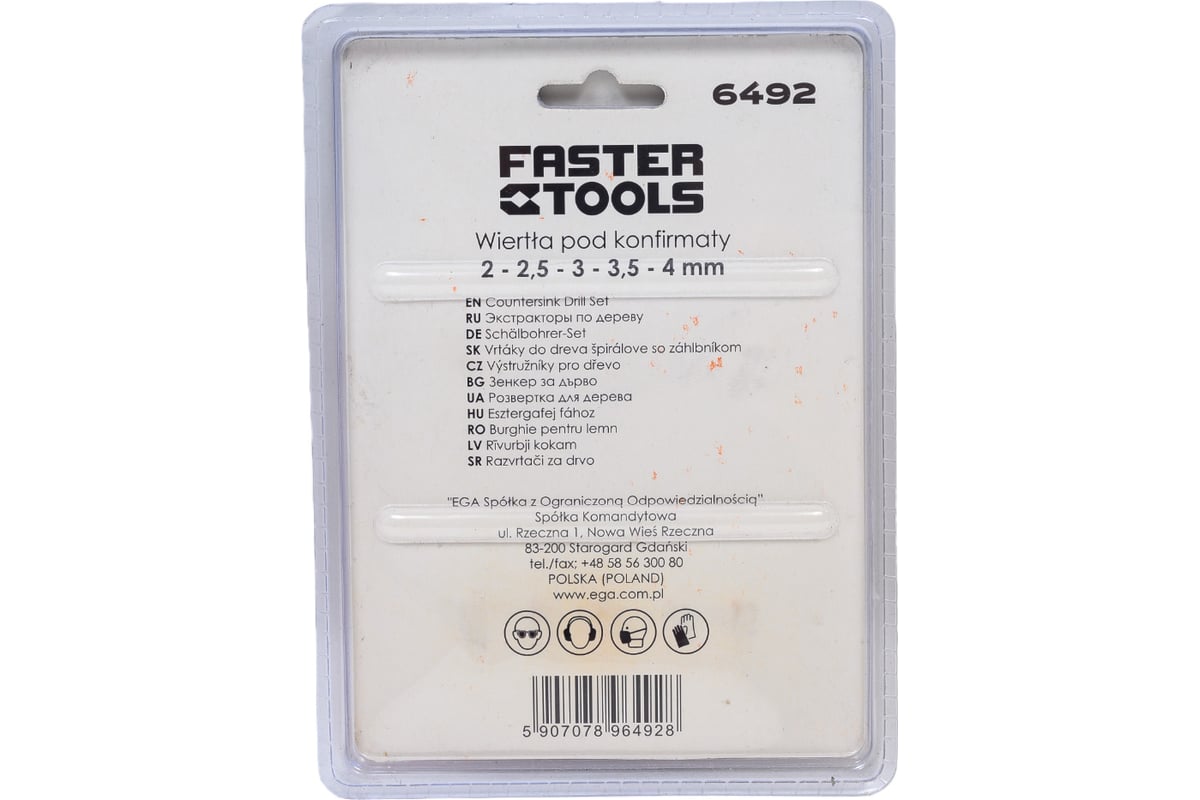 6492
FASTER
TOOLS
Wiertła pod konfirmaty
2 - 2,5 - 3 - 3,5 - 4 mm
EN Countersink Drill Set
RU Экстракторы по дереву
DE Schälbohrer-Set
SK Vrtáky do dreva špirálove so záhlbníkom
CZ Výstružníky pro dřevo
BG Зенкер за дърво
UA Розвертка для дерева
HU Esztergafej fához
RO Burghie pentru lemn
LV Rīvurbji kokam
SR Razvrtači za drvo
"EGA Spółka z Ograniczoną Odpowiedzialnością"
Spółka Komandytowa
ul. Rzeczna 1, Nowa Wieś Rzeczna
83-200 Starogard Gdański
tel./fax; +48 58 56 300 80
POLSKA (POLAND)
www.ega.com.pl
5 907078 964928